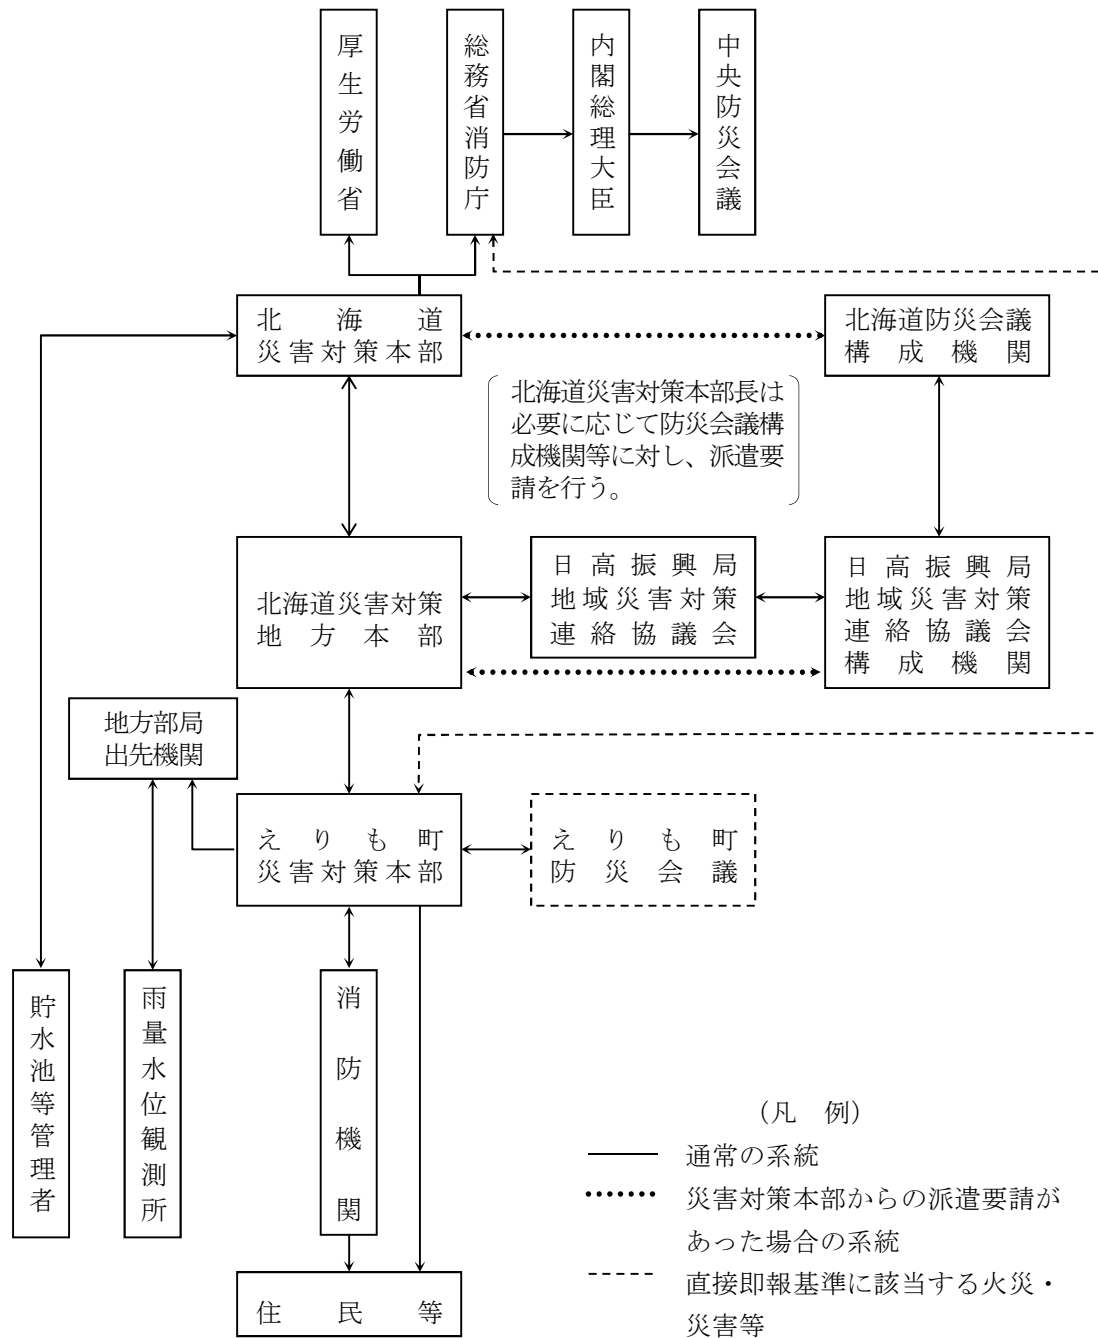 厚生労働省
総務省消防庁
内閣総理大臣
中央防災会議
北海道
災害対策本部
北海道防災会議
構成機関
北海道災害対策本部長は
必要に応じて防災会議構
成機関等に対し、派遣要
請を行う。
北海道災害対策
地方本部
日高振興局
地域災害対策
連絡協議会
日高振興局
地域災害対策
連絡協議会
構成機関
地方部局
出先機関
えりも町
災害対策本部
えりも町
防災会議
貯水池等管理者
雨量水位観測所
消防機関
住民等
（凡　例）
通常の系統
災害対策本部からの派遣要請が
あった場合の系統
直接即報基準に該当する火災・
災害等